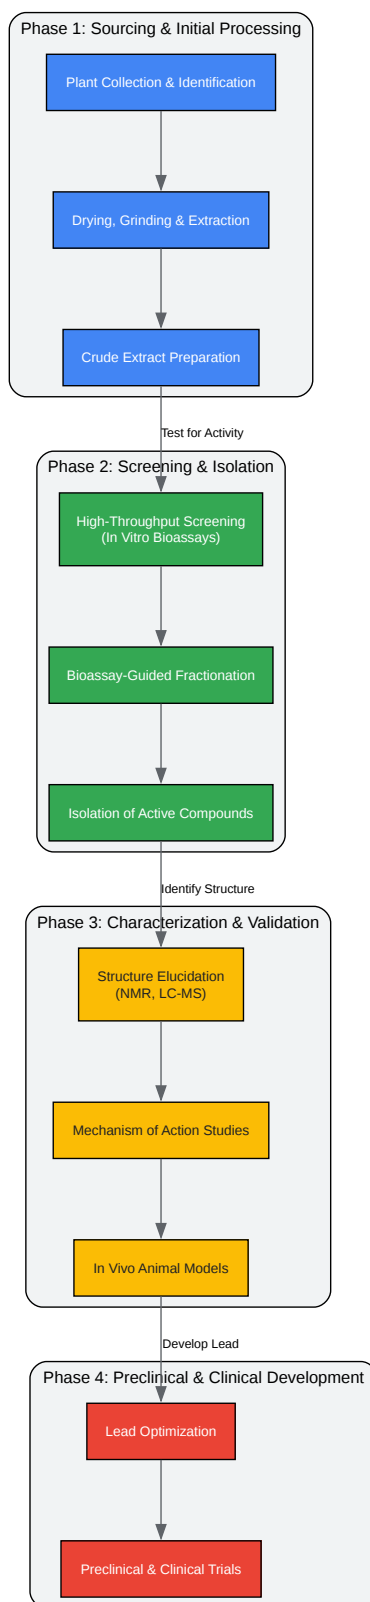 Phase 1: Sourcing & Initial Processing
Plant Collection & Identification
Drying, Grinding & Extraction
Crude Extract Preparation
Test for Activity
Phase 2: Screening & Isolation
High-Throughput Screening
(In Vitro Bioassays)
Bioassay-Guided Fractionation
Isolation of Active Compounds
Identify Structure
Phase 3: Characterization & Validation
Structure Elucidation
(NMR, LC-MS)
Mechanism of Action Studies
In Vivo Animal Models
Develop Lead
Phase 4: Preclinical & Clinical Development
Lead Optimization
Preclinical & Clinical Trials